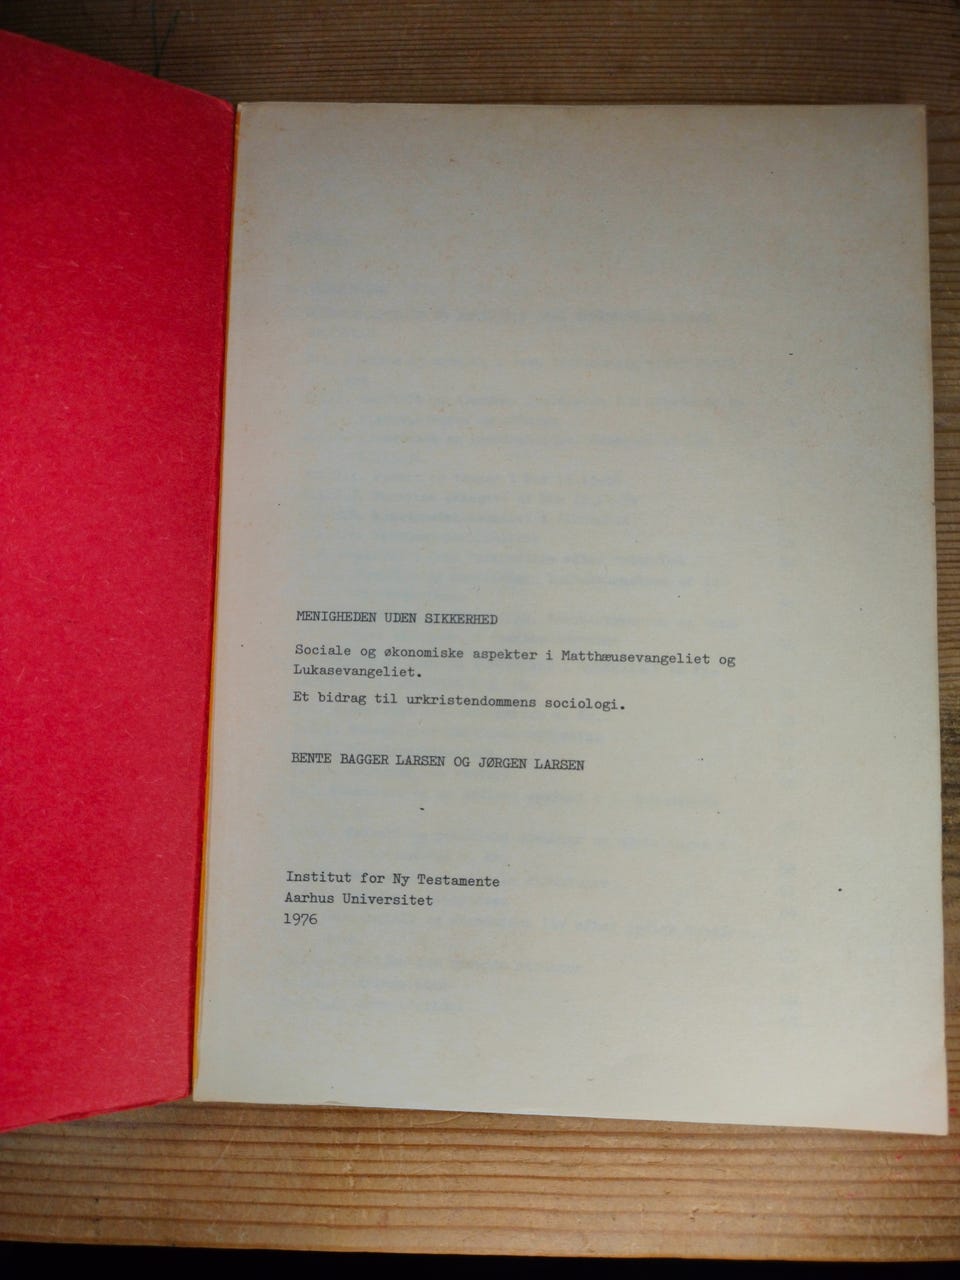 MENIGHEDEN UDEN SIKKERHED
Sociale og økonomiske aspekter i Matthæusevangeliet og
Lukasevangeliet.
Et bidrag til urkristendommens sociologi.
BENTE BAGGER LARSEN OG JØRGEN LARSEN
Institut for Ny Testamente
Aarhus Universitet
1976